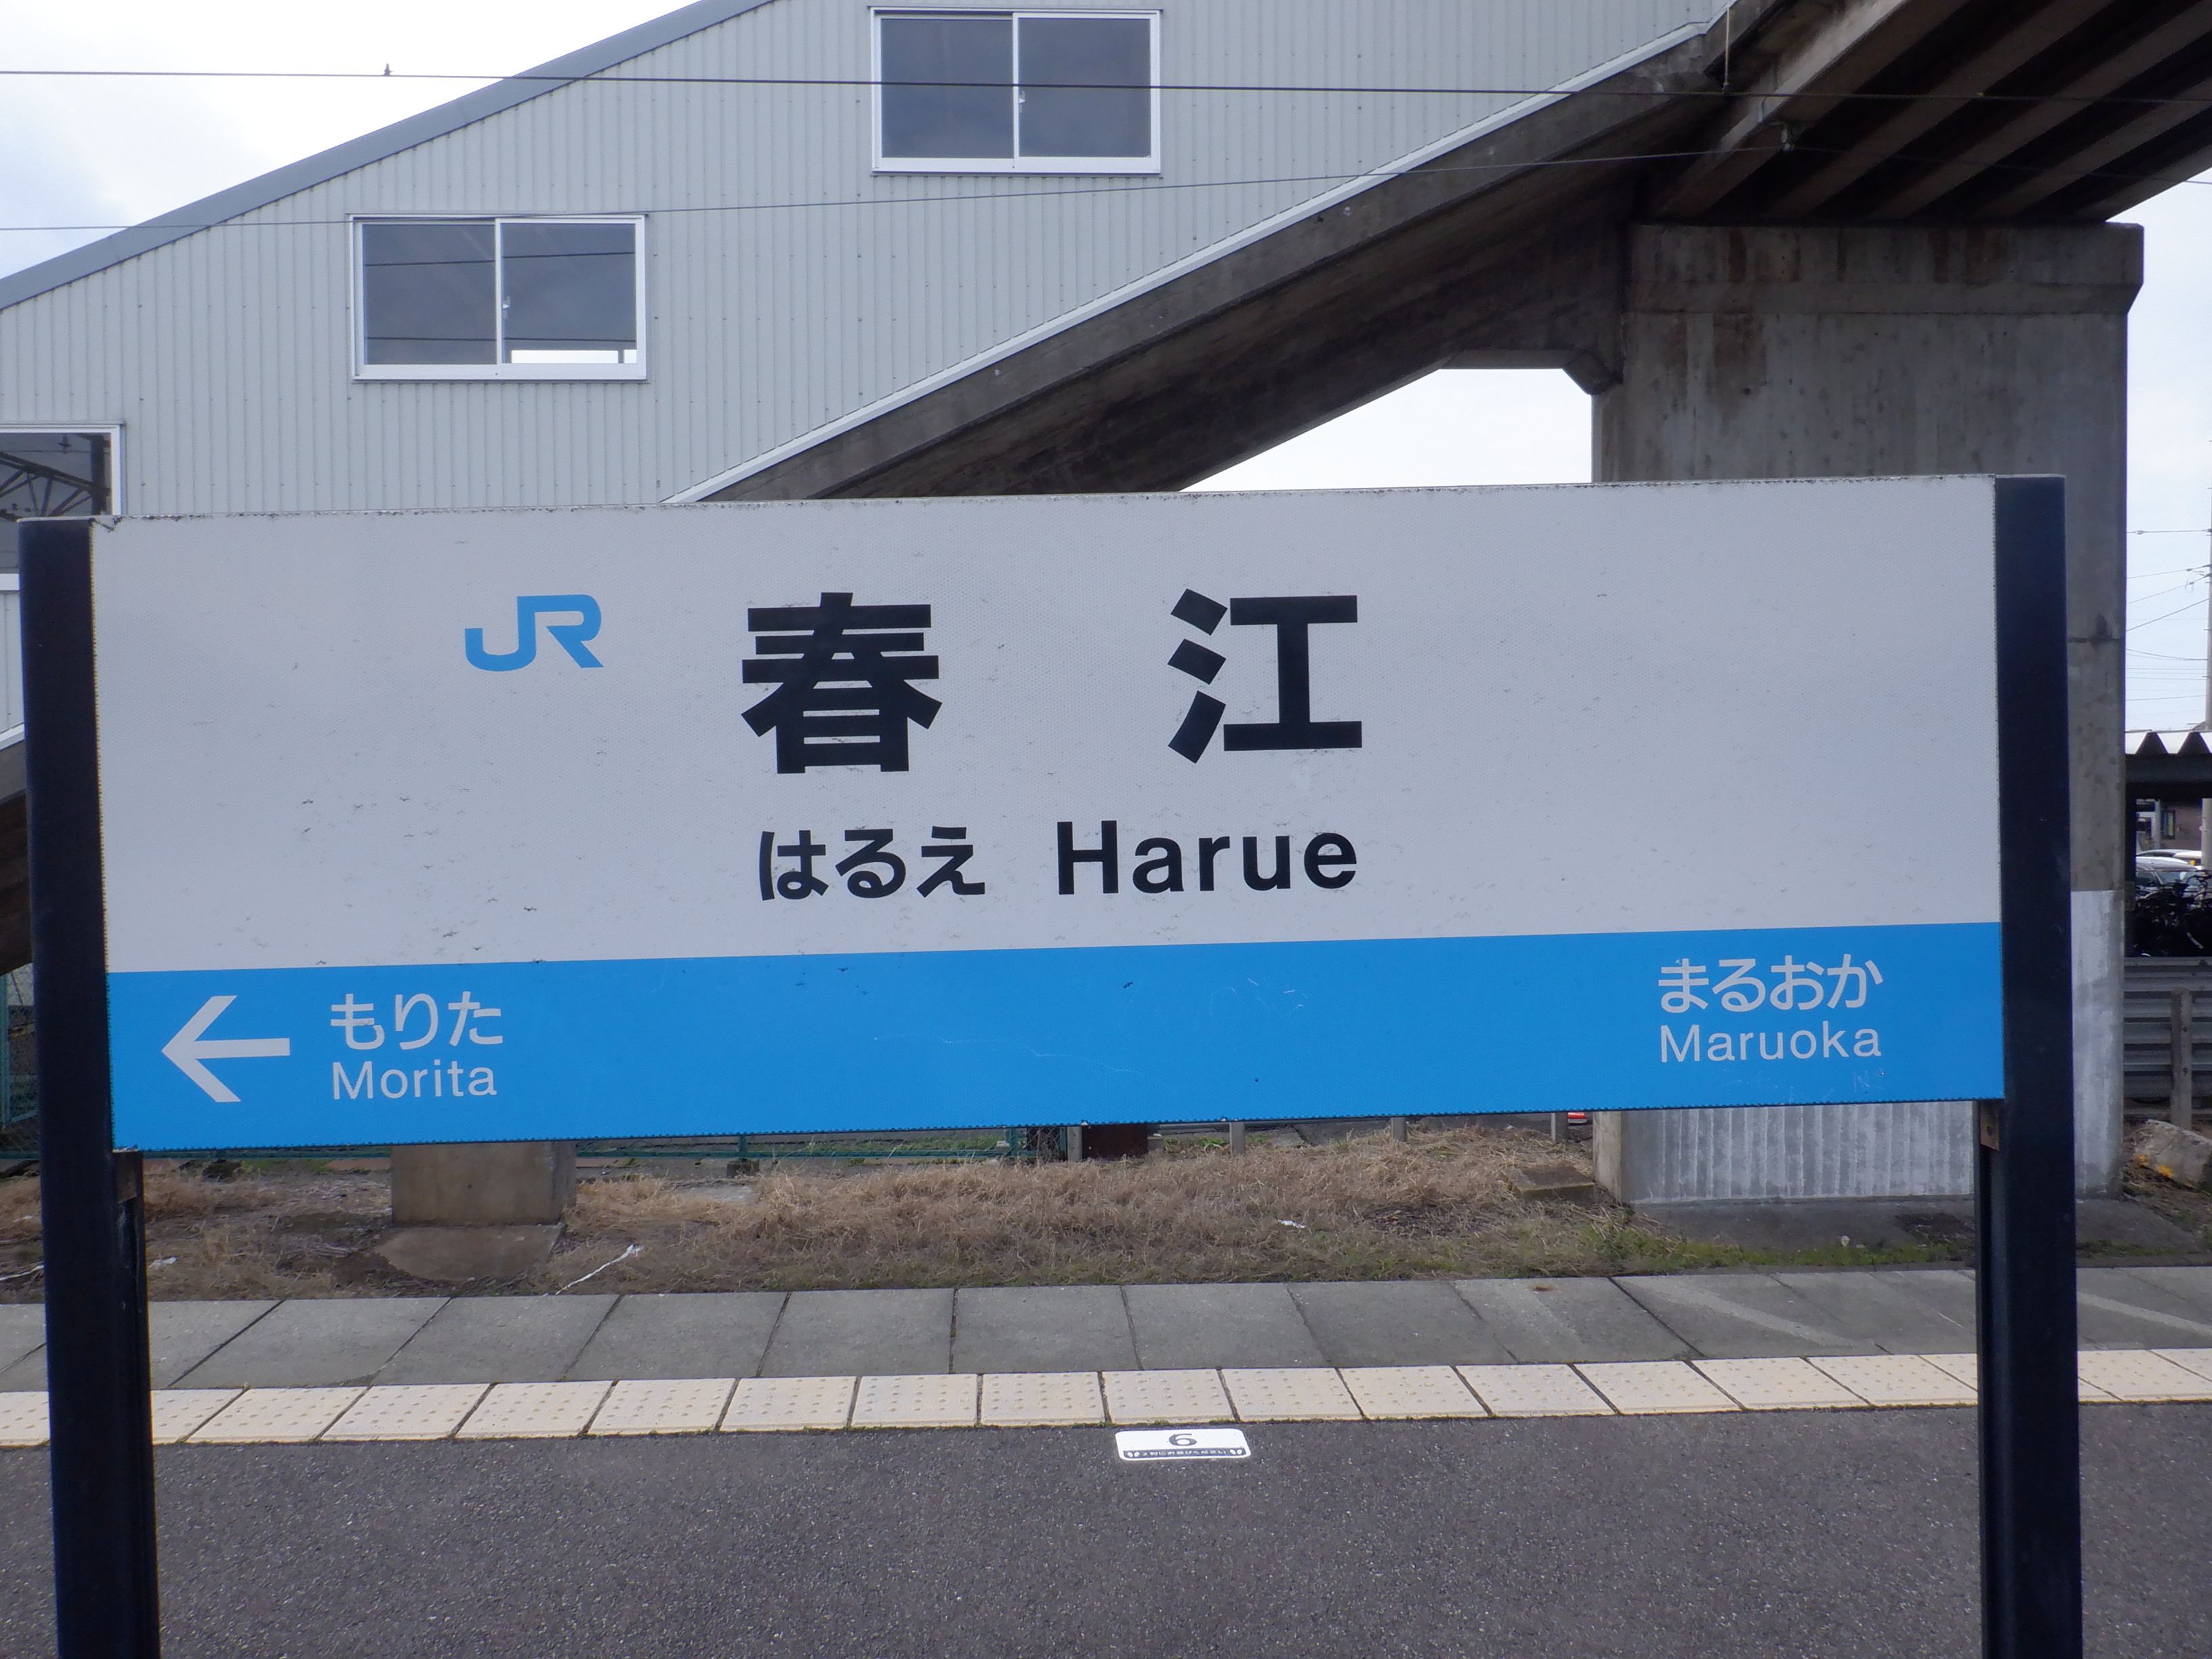 JR 春江
はるえ Harue
← もりた
Morita
まるおか
Maruoka
6